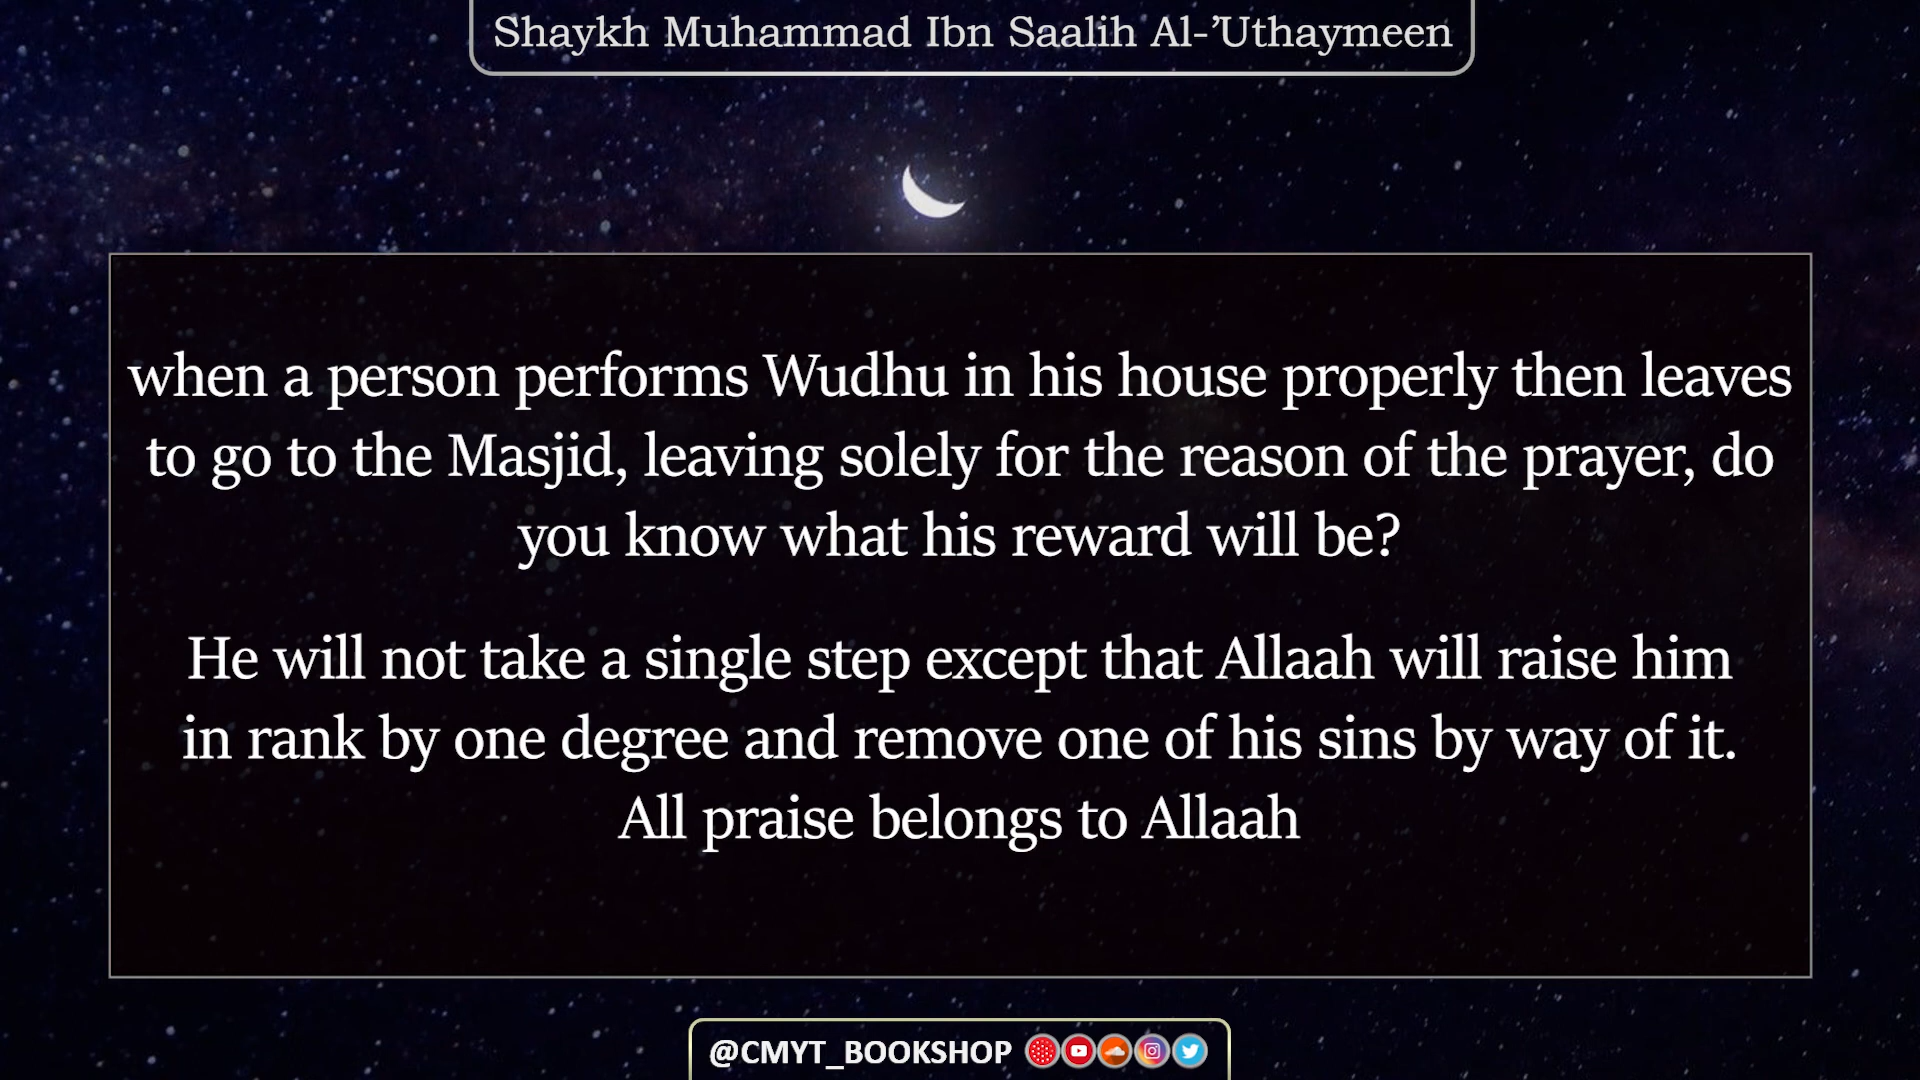 Shaykh Muhammad Ibn Saalih Al-’Uthaymeen
when a person performs Wudhu in his house properly then leaves
to go to the Masjid, leaving solely for the reason of the prayer, do
you know what his reward will be?
He will not take a single step except that Allaah will raise him
in rank by one degree and remove one of his sins by way of it.
All praise belongs to Allaah
@CMYT_BOOKSHOP